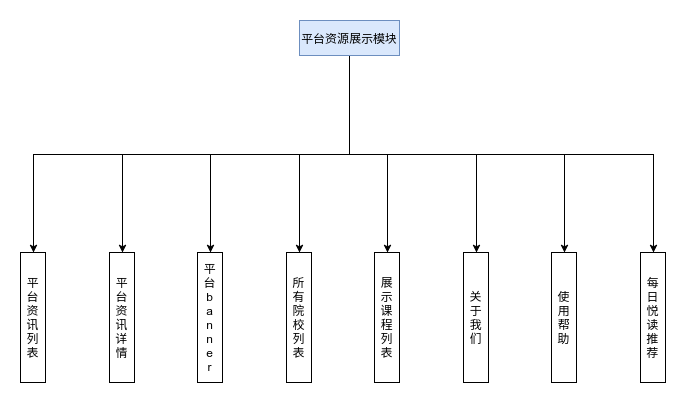 平台资源展示模块
平台资讯列表
平台资讯详情
平台banner
所有院校列表
展示课程列表
关于我们
使用帮助
每日悦读推荐